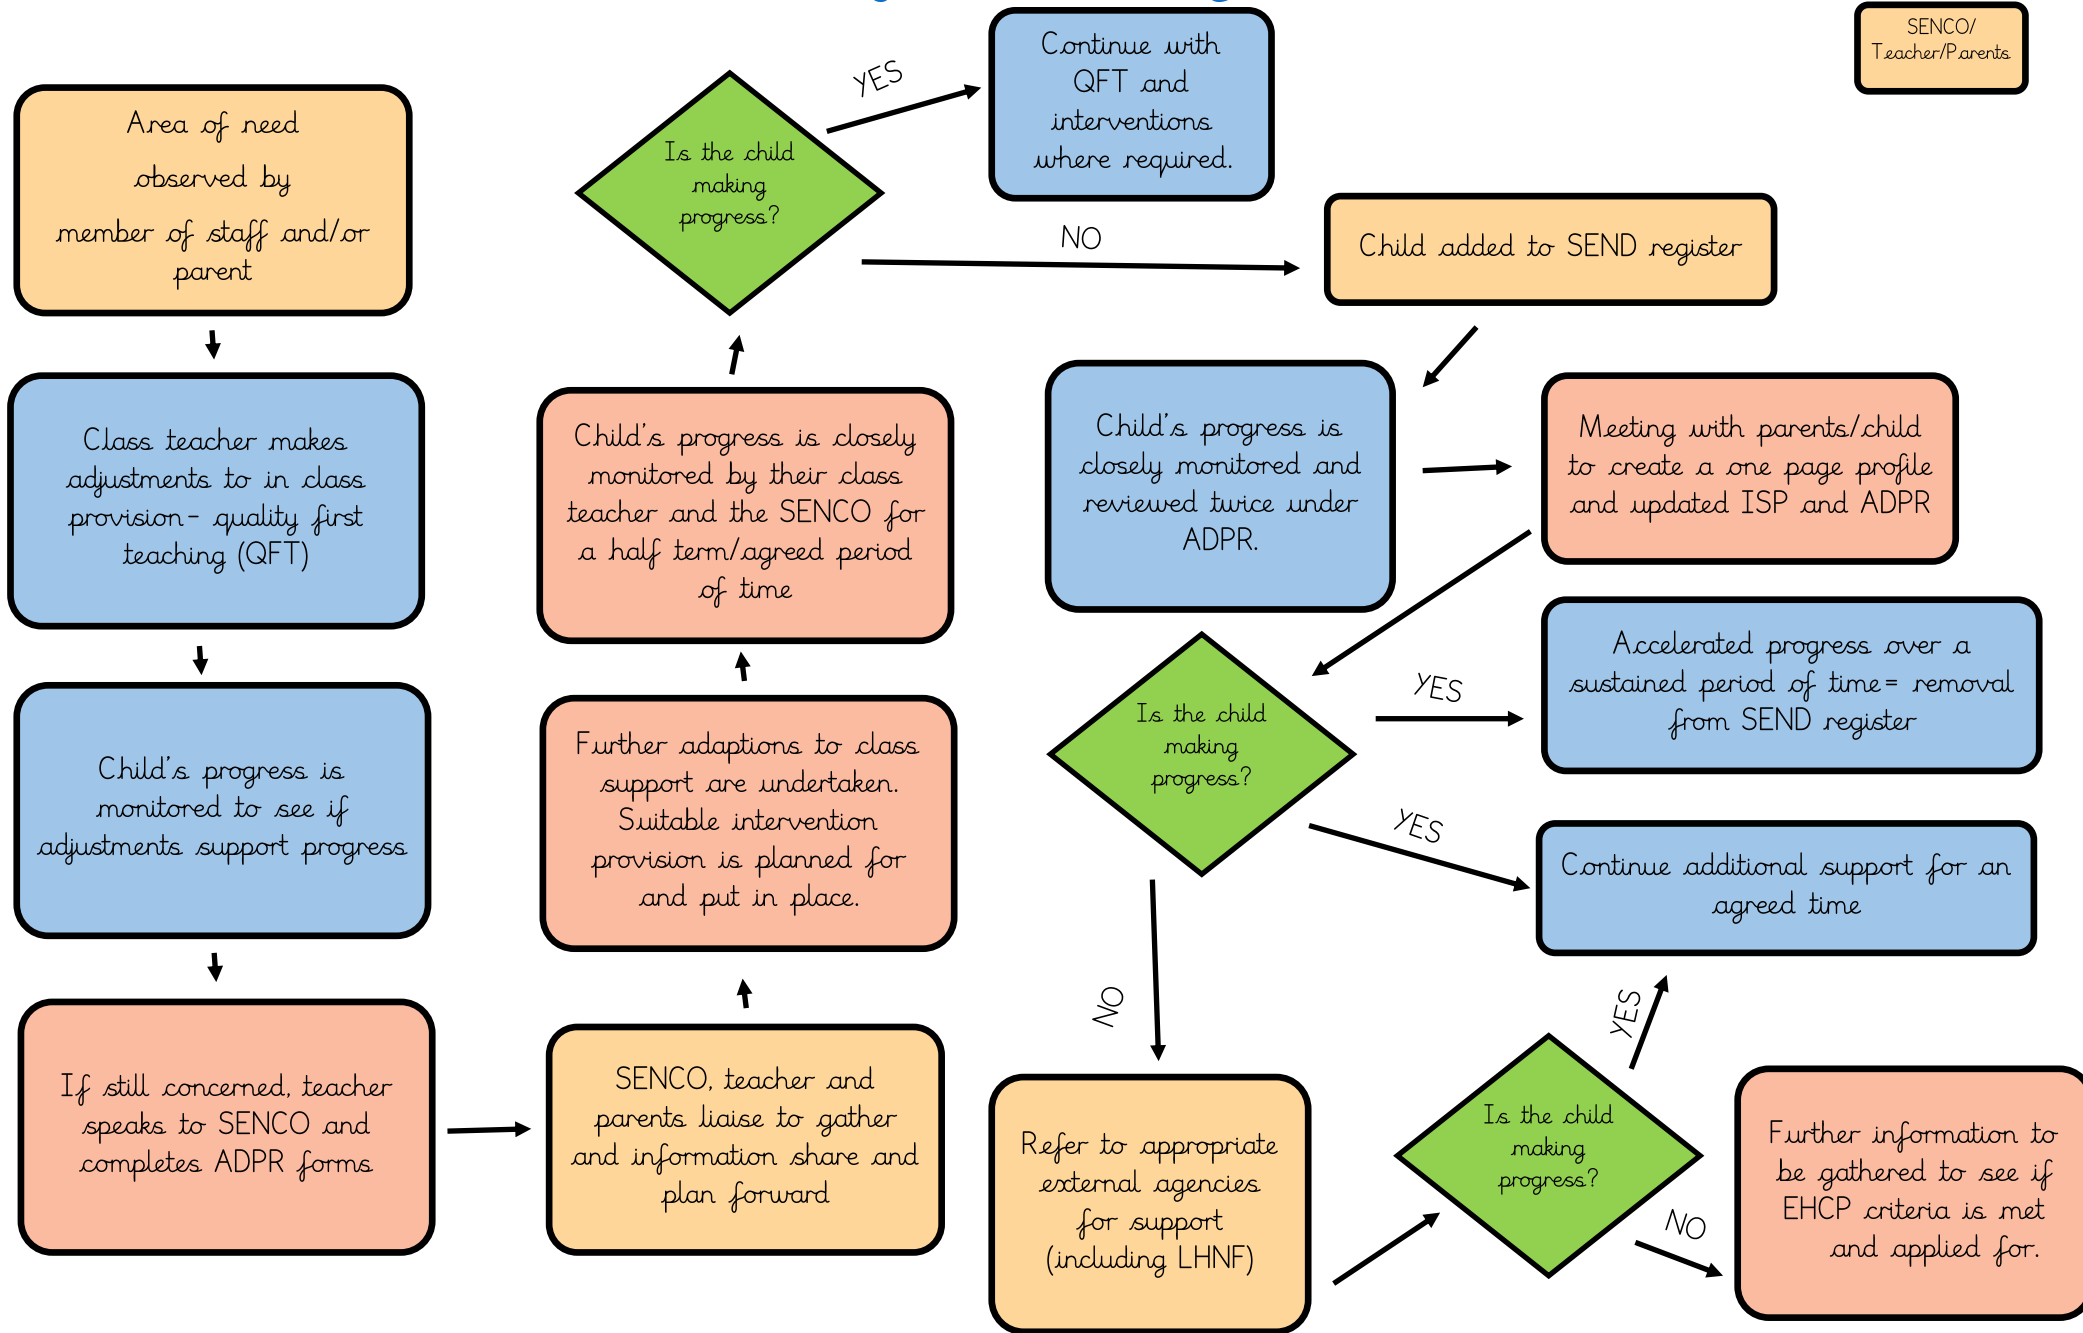 SENCO/
Teacher/Parents
Area of need
observed by
member of staff and/or
parent
Class teacher makes
adjustments to in class
provision- quality first
teaching (QFT)
Child's progress is
monitored to see if
adjustments support progress
If still concerned, teacher
speaks to SENCO and
completes ADPR forms
SENCO, teacher and
parents liaise to gather
and information share and
plan forward
Further adaptions to class
support are undertaken.
Suitable intervention
provision is planned for
and put in place.
Child's progress is closely
monitored by their class
teacher and the SENCO for
a half term/agreed period
of time
Is the child
making
progress?
YES
Continue with
QFT and
interventions
where required.
NO
Child added to SEND register
Child's progress is
closely monitored and
reviewed twice under
ADPR.
Meeting with parents/child
to create a one page profile
and updated ISP and ADPR
Is the child
making
progress?
YES
Accelerated progress over a
sustained period of time= removal
from SEND register
YES
Continue additional support for an
agreed time
NO
Refer to appropriate
external agencies
for support
(including LHNF)
Is the child
making
progress?
YES
NO
Further information to
be gathered to see if
EHCP criteria is met
and applied for.